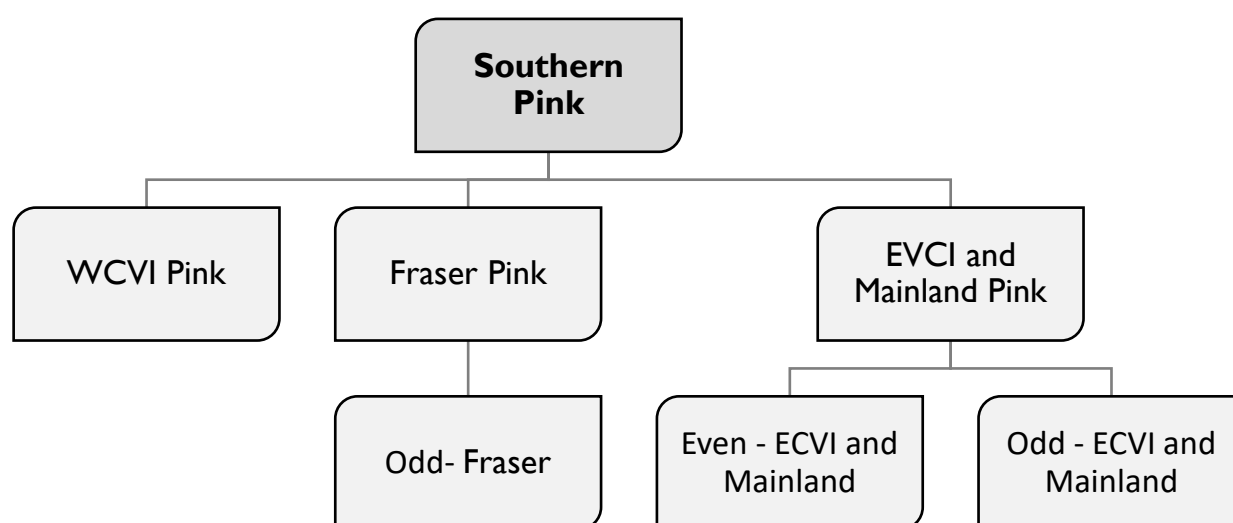 Southern
Pink
WCVI Pink
Fraser Pink
EVCI and
Mainland Pink
Odd- Fraser
Even - ECVI and
Mainland
Odd - ECVI and
Mainland